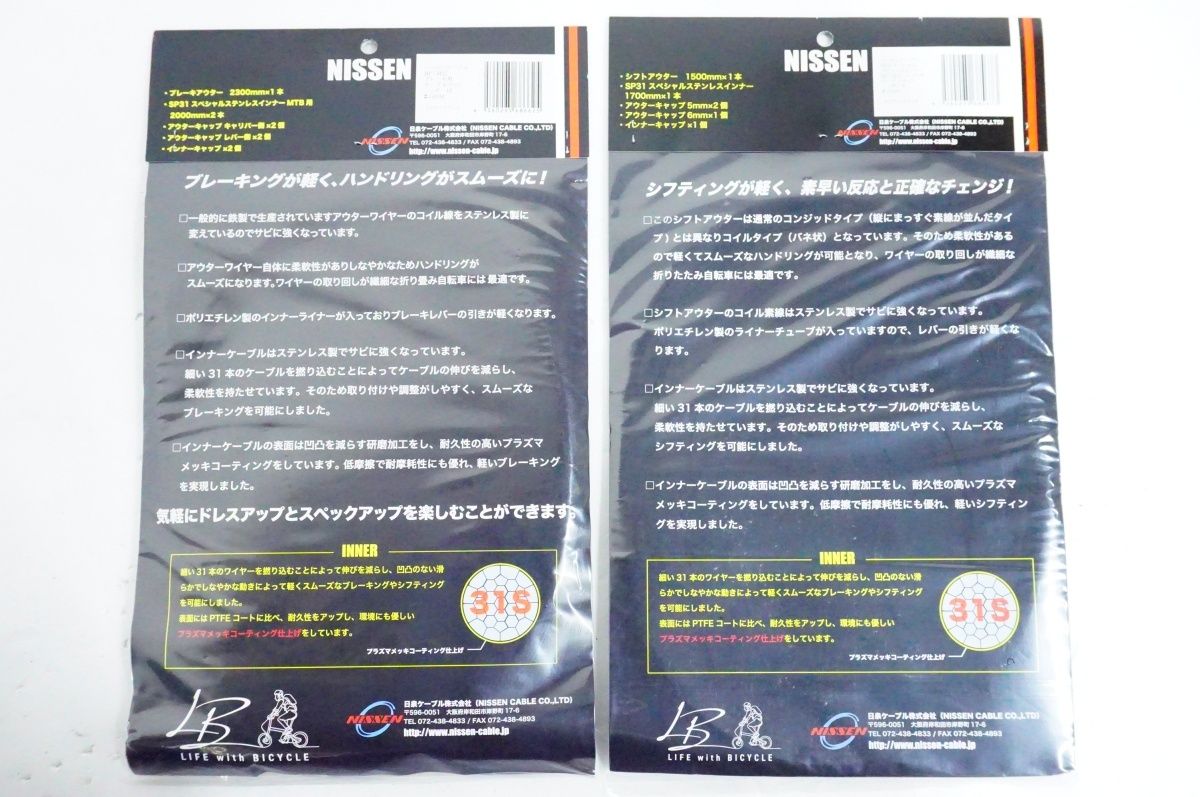 NISSEN
・ブレーキアウター 2300mm×1本
・SP31 スペシャルステンレスインナー MTB用
2000mm×2本
・アウターキャップ キャリパー側×2個
・アウターキャップ レバー側×2個
・インナーキャップ ×2個
NISSEN
日泉ケーブル株式会社 (NISSEN CABLE CO.,LTD)
〒596-0051 大阪府岸和田市岸野町 17-6
TEL 072-438-4833 / FAX 072-438-4893
http://www.nissen-cable.jp
ブレーキングが軽く、ハンドリングがスムーズに!
□一般的に鉄製で生産されていますアウターワイヤーのコイル線をステンレス製に
変えているのでサビに強くなっています。
□アウターワイヤー自体に柔軟性がありしなやかなためハンドリングが
スムーズになります。ワイヤーの取り回しが繊細な折り畳み自転車には最適です。
□ポリエチレン製のインナーライナーが入っておりブレーキレバーの引きが軽くなります。
□インナーケーブルはステンレス製でサビに強くなっています。
細い31本のケーブルを撚り込むことによってケーブルの伸びを減らし、
柔軟性を持たせています。そのため取り付けや調整がしやすく、スムーズな
ブレーキングを可能にしました。
□インナーケーブルの表面は凹凸を減らす研磨加工をし、耐久性の高いプラズマ
メッキコーティングをしています。低摩擦で耐摩耗性にも優れ、軽いブレーキング
を実現しました。
気軽にドレスアップとスペックアップを楽しむことができます。
INNER
細い31本のワイヤーを撚り込むことによって伸びを減らし、凹凸のない滑
らかでしなやかな動きによって軽くスムーズなブレーキングやシフティング
を可能にしました。
表面にはPTFEコートに比べ、耐久性をアップし、環境にも優しい
プラズマメッキコーティング仕上げをしています。
31S
プラズマメッキコーティング仕上げ
LB
LIFE with BICYCLE
NISSEN
日泉ケーブル株式会社 (NISSEN CABLE CO.,LTD)
〒596-0051 大阪府岸和田市岸野町 17-6
TEL 072-438-4833 / FAX 072-438-4893
http://www.nissen-cable.jp
NISSEN
・シフトアウター 1500mm×1本
・SP31 スペシャルステンレスインナー
1700mm×1本
・アウターキャップ 5mm×2個
・アウターキャップ 6mm×1個
・インナーキャップ×1個
NISSEN
日泉ケーブル株式会社 (NISSEN CABLE CO.,LTD)
〒596-0051 大阪府岸和田市岸野町 17-6
TEL 072-438-4833 / FAX 072-438-4893
http://www.nissen-cable.jp
シフティングが軽く、素早い反応と正確なチェンジ!
□このシフトアウターは通常のコンジッドタイプ (縦にまっすぐ素線が並んだタイ
プ) とは異なりコイルタイプ (バネ状) となっています。そのため柔軟性がある
ので軽くてスムーズなハンドリングが可能となり、ワイヤーの取り回しが繊細な
折りたたみ自転車には最適です。
□シフトアウターのコイル素線はステンレス製でサビに強くなっています。
ポリエチレン製のライナーチューブが入っていますので、レバーの引きが軽くな
ります。
□インナーケーブルはステンレス製でサビに強くなっています。
細い31本のケーブルを撚り込むことによってケーブルの伸びを減らし、
柔軟性を持たせています。そのため取り付けや調整がしやすく、スムーズな
シフティングを可能にしました。
□インナーケーブルの表面は凹凸を減らす研磨加工をし、耐久性の高いプラズマ
メッキコーティングをしています。低摩擦で耐摩耗性にも優れ、軽いシフティン
グを実現しました。
INNER
細い31本のワイヤーを撚り込むことによって伸びを減らし、凹凸のない滑
らかでしなやかな動きによって軽くスムーズなブレーキングやシフティング
を可能にしました。
表面にはPTFEコートに比べ、耐久性をアップし、環境にも優しい
プラズマメッキコーティング仕上げをしています。
31S
プラズマメッキコーティング仕上げ
LB
LIFE with BICYCLE
NISSEN
日泉ケーブル株式会社 (NISSEN CABLE CO.,LTD)
〒596-0051 大阪府岸和田市岸野町 17-6
TEL 072-438-4833 / FAX 072-438-4893
http://www.nissen-cable.jp